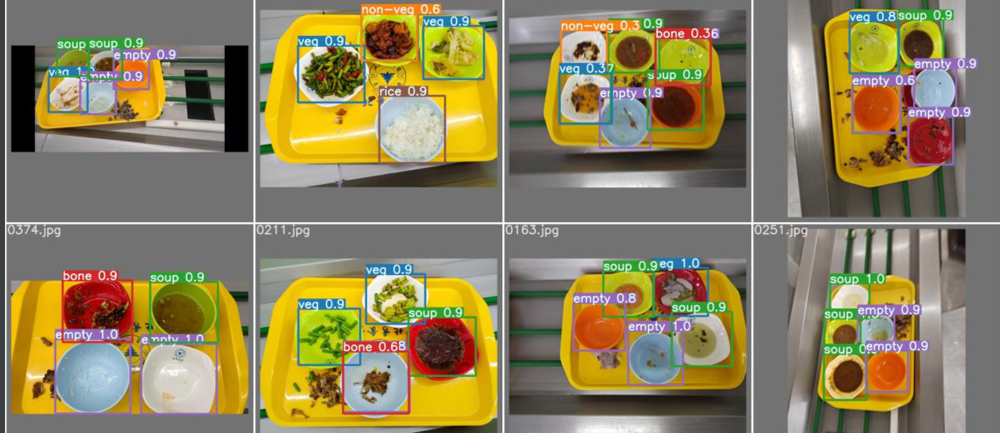 soup soup 0.9
empty 0.9
veg 1.0
empty 0.9
non-veg 0.6
veg 0.9
veg 0.9
rice 0.9
non-veg 0.3 0.9
bone 0.36
veg 0.37
soup 0.9
empty 0.9
veg 0.8 soup 0.9
empty 0.9
empty 0.6
empty 0.9
0374.jpg
bone 0.9
soup 0.9
empty 1.0
empty 1.0
0211.jpg
veg 0.9
veg 0.9
soup 0.9
bone 0.68
0163.jpg
soup 0.9 veg 1.0
empty 0.8
soup 0.9
empty 1.0
0251.jpg
soup 1.0
soup
empty 0.9
soup
empty 0.9